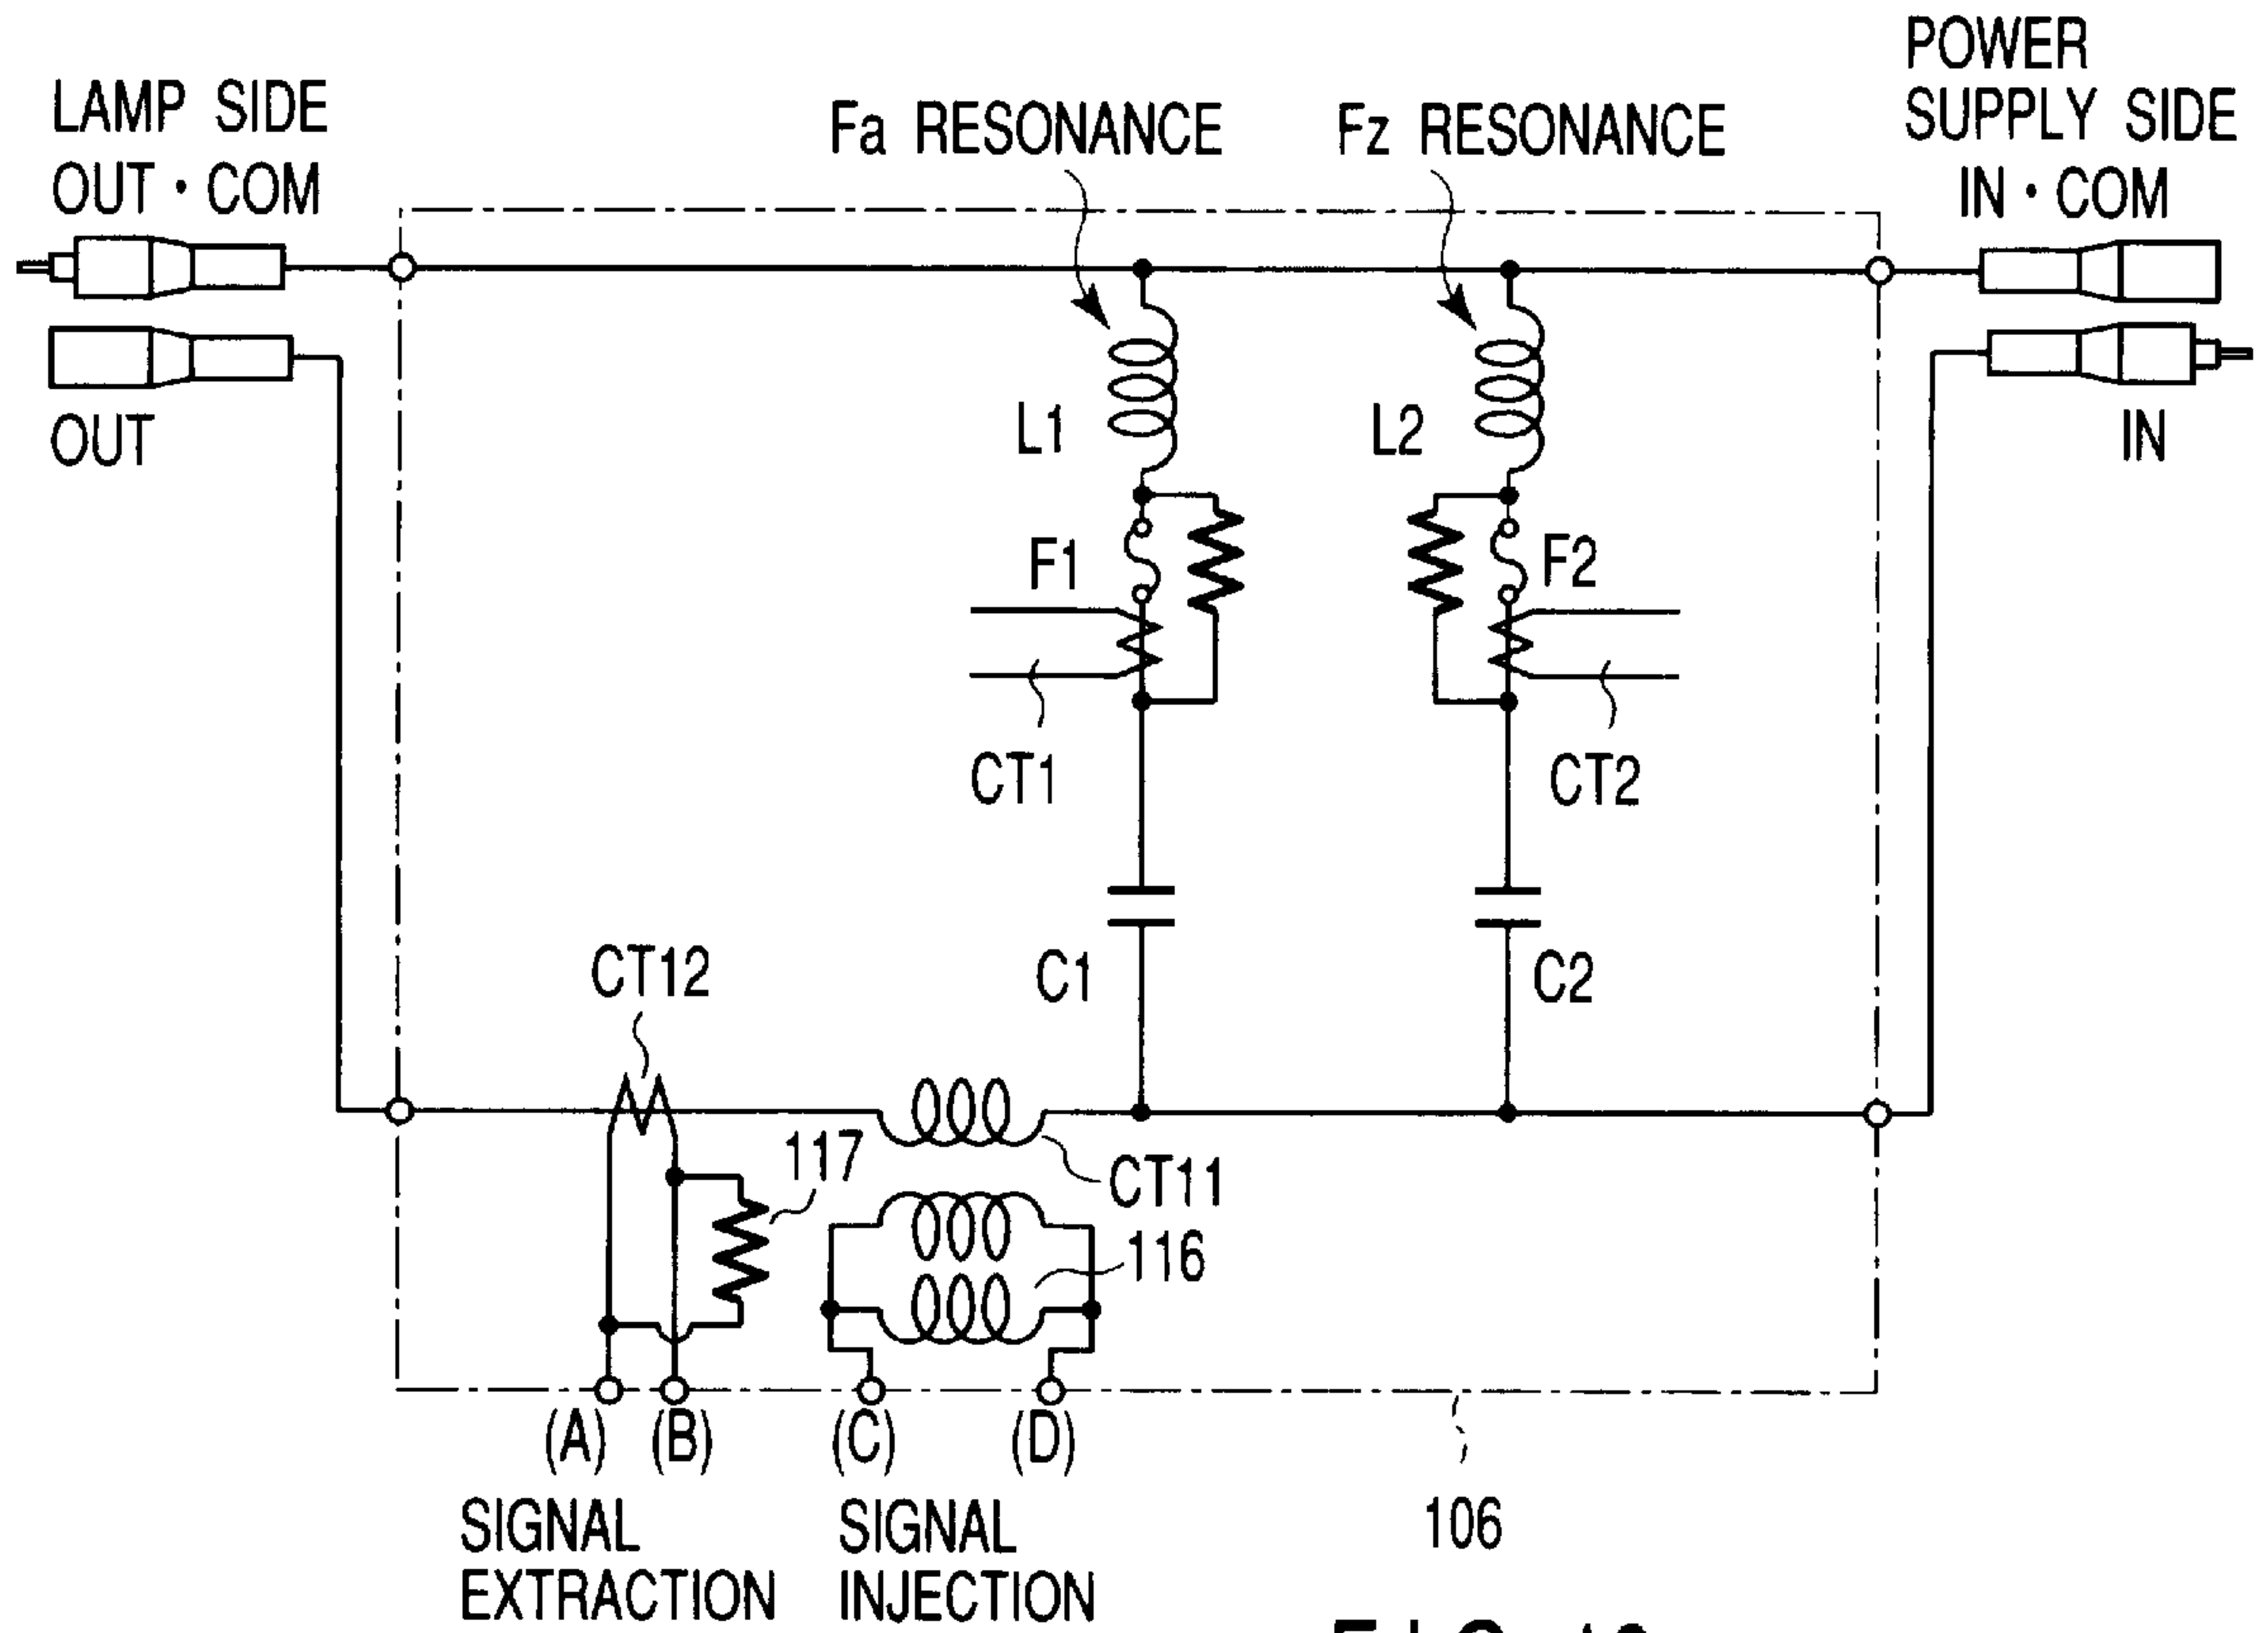 LAMP SIDE
OUT・COM
OUT
Fa RESONANCE
Fz RESONANCE
POWER
SUPPLY SIDE
IN・COM
IN
L1
L2
F1
F2
CT1
CT2
C1
C2
CT12
117
CT11
116
(A)
(B)
(C)
(D)
SIGNAL
EXTRACTION
SIGNAL
INJECTION
106